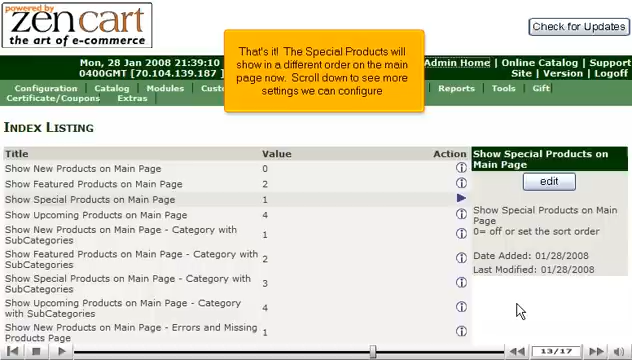 powered by
zen cart
the art of e-commerce
Check for Updates
That's it! The Special Products will
show in a different order on the main
page now. Scroll down to see more
settings we can configure
Mon, 28 Jan 2008 21:39:10
0400GMT [70.104.139.187]
Admin Home | Online Catalog | Support
Site | Version | Logoff
Configuration Catalog Modules Reports Tools Gift
Certificate/Coupons Extras
INDEX LISTING
Title Value Action
Show New Products on Main Page 0
Show Featured Products on Main Page 2
Show Special Products on Main Page 1
Show Upcoming Products on Main Page 4
Show New Products on Main Page - Category with
SubCategories 1
Show Featured Products on Main Page - Category with
SubCategories 2
Show Special Products on Main Page - Category with
SubCategories 3
Show Upcoming Products on Main Page - Category
with SubCategories 4
Show New Products on Main Page - Errors and Missing
Products Page 1
Show Special Products on
Main Page
edit
Show Special Products on Main
Page
0= off or set the sort order
Date Added: 01/28/2008
Last Modified: 01/28/2008
13/17